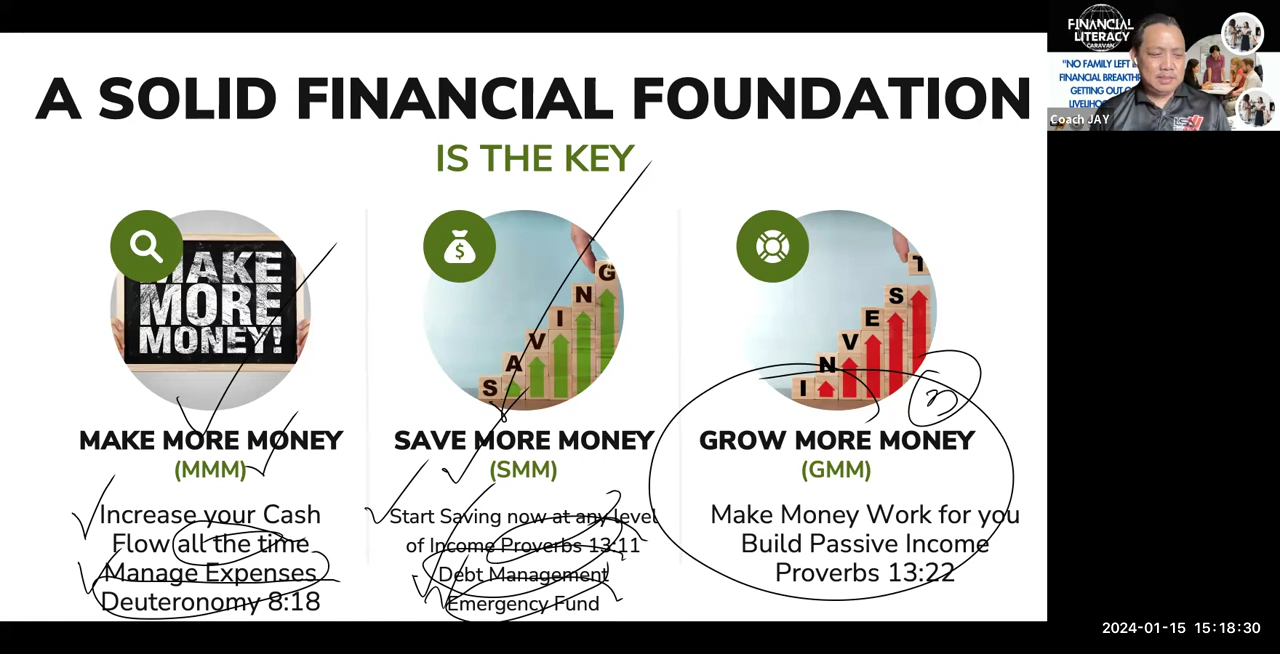 A SOLID FINANCIAL FOUNDATION
IS THE KEY
MAKE
MORE
MONEY!
SAVING
INVEST
MAKE MORE MONEY
(MMM)
Increase your Cash
Flow all the time
Manage Expenses
Deuteronomy 8:18
SAVE MORE MONEY
(SMM)
Start Saving now at any level
of Income Proverbs 13:11
Debt Management
Emergency Fund
GROW MORE MONEY
(GMM)
Make Money Work for you
Build Passive Income
Proverbs 13:22
FINANCIAL
LITERACY
CARAVAN
"NO FAMILY LEFT
FINANCIAL
GETTING OUT
Coach JAY
2024-01-15 15:18:30